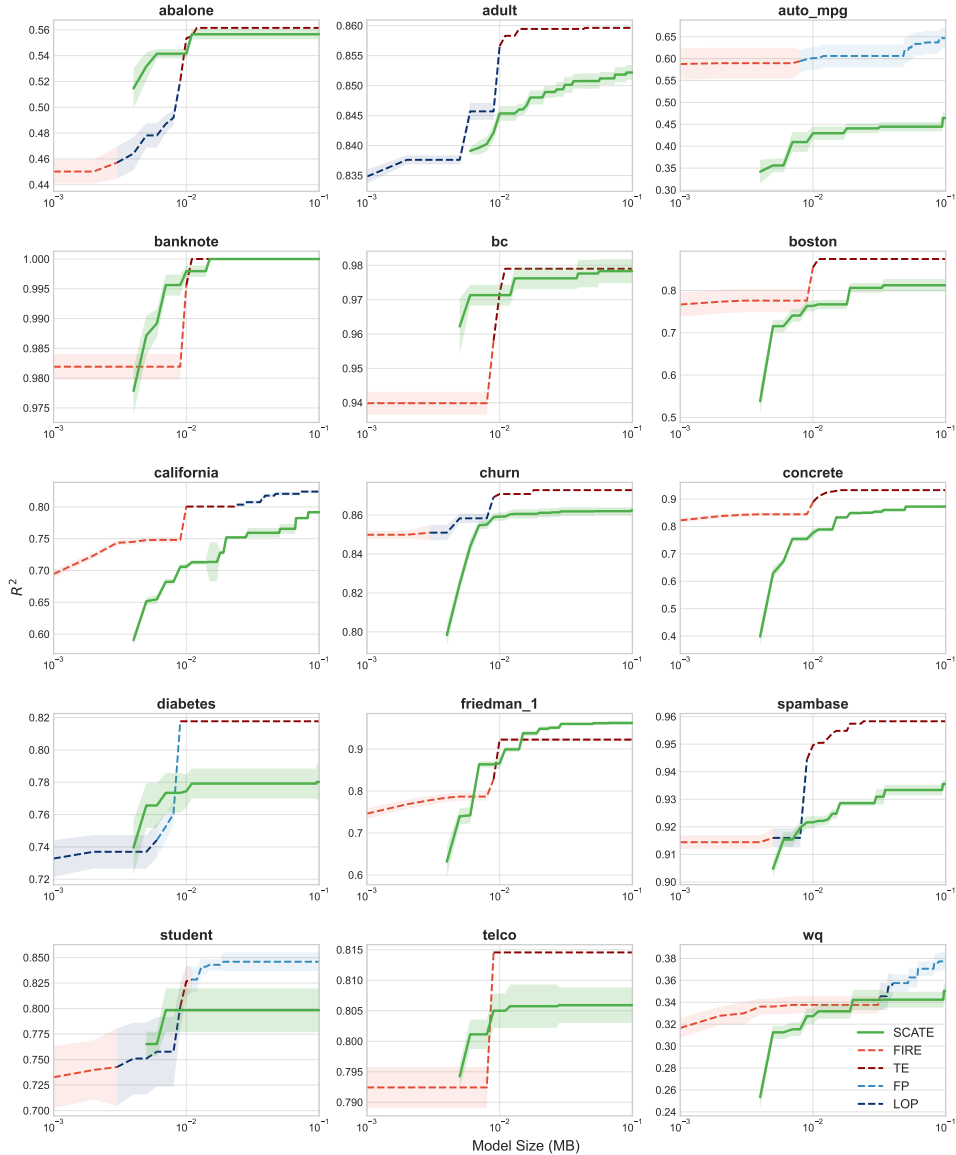 abalone
0.56
0.54
0.52
0.50
0.48
0.46
0.44
10⁻³ 10⁻² 10⁻¹
adult
0.860
0.855
0.850
0.844
0.840
0.835
10⁻³ 10⁻² 10⁻¹
auto_mpg
0.65
0.60
0.55
0.50
0.45
0.40
0.35
0.30
10⁻³ 10⁻² 10⁻¹
banknote
1.000
0.995
0.990
0.985
0.980
0.975
10⁻³ 10⁻² 10⁻¹
bc
0.98
0.97
0.96
0.95
0.94
10⁻³ 10⁻² 10⁻¹
boston
0.8
0.7
0.6
0.5
10⁻³ 10⁻² 10⁻¹
california
0.80
0.75
0.70
0.65
0.60
10⁻³ 10⁻² 10⁻¹
churn
0.86
0.84
0.82
0.80
10⁻³ 10⁻² 10⁻¹
concrete
0.9
0.8
0.7
0.6
0.5
0.4
10⁻³ 10⁻² 10⁻¹
R²
diabetes
0.82
0.80
0.78
0.76
0.74
0.72
10⁻³ 10⁻² 10⁻¹
friedman_1
0.9
0.8
0.7
0.6
10⁻³ 10⁻² 10⁻¹
spambase
0.96
0.95
0.94
0.93
0.92
0.91
0.90
10⁻³ 10⁻² 10⁻¹
student
0.850
0.825
0.800
0.775
0.750
0.725
0.700
10⁻³ 10⁻² 10⁻¹
telco
0.815
0.810
0.805
0.800
0.795
0.790
10⁻³ 10⁻² 10⁻¹
wq
0.38
0.36
0.34
0.32
0.30
0.28
0.26
0.24
10⁻³ 10⁻² 10⁻¹
SCATE
FIRE
TE
FP
LOP
Model Size (MB)